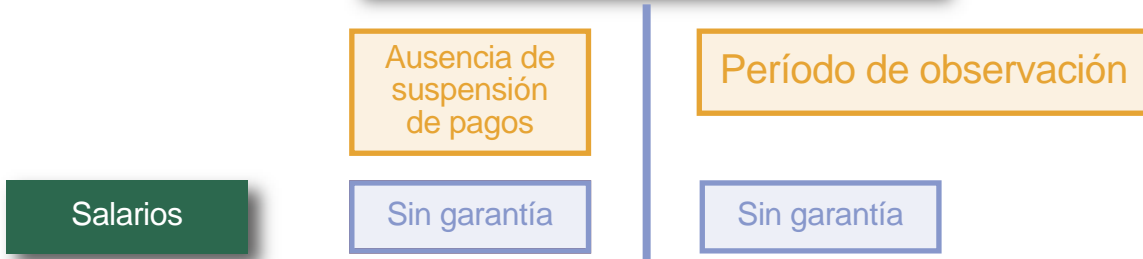 Ausencia de
suspensión
de pagos
Período de observación
Salarios
Sin garantía
Sin garantía